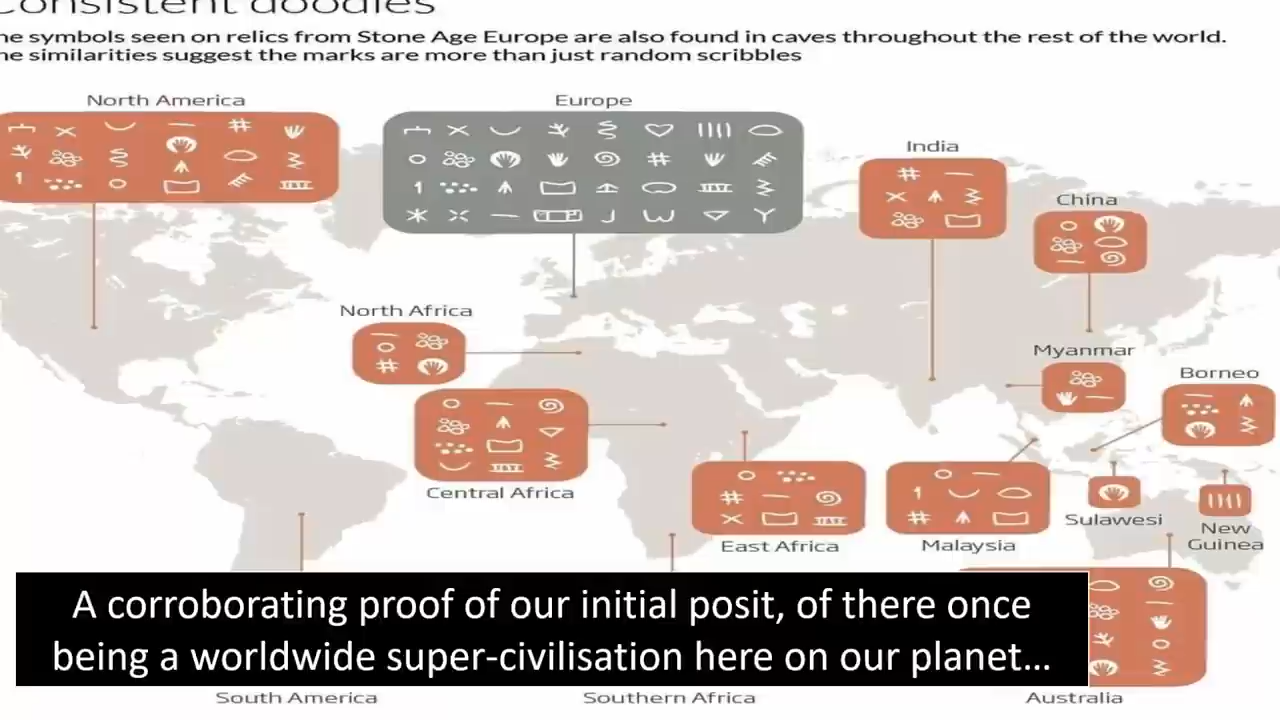 Consistent doodles
he symbols seen on relics from Stone Age Europe are also found in caves throughout the rest of the world.
he similarities suggest the marks are more than just random scribbles
North America
Europe
India
China
North Africa
Myanmar
Borneo
Central Africa
East Africa
Malaysia
Sulawesi
New
Guinea
A corroborating proof of our initial posit, of there once
being a worldwide super-civilisation here on our planet...
South America
Southern Africa
Australia